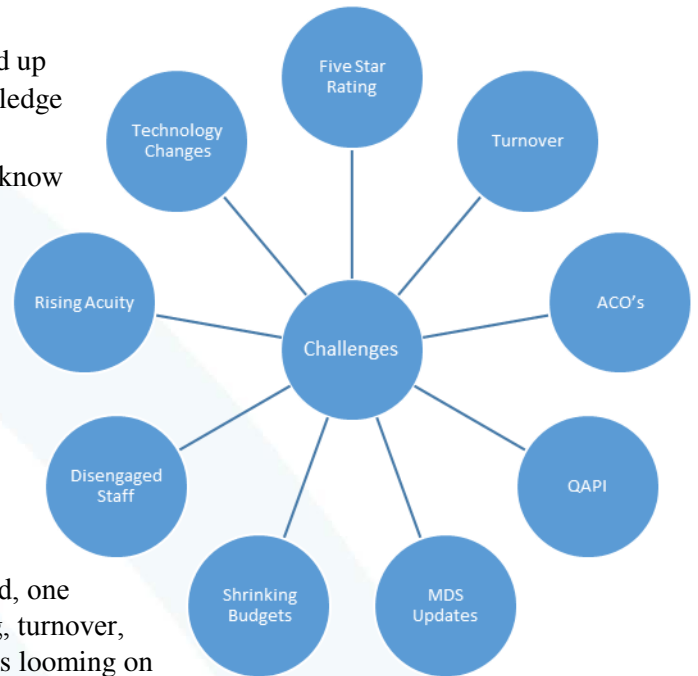 d up
ledge
know
d, one
g, turnover,
s looming on
Five Star
Rating
Turnover
ACO's
QAPI
MDS
Updates
Shrinking
Budgets
Disengaged
Staff
Rising Acuity
Technology
Changes
Challenges